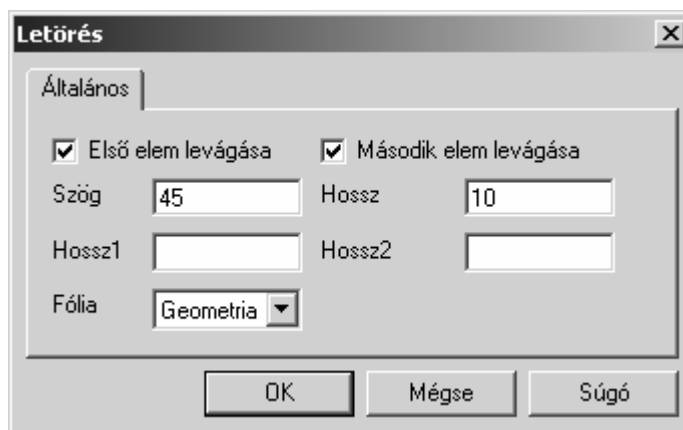 Letörés
Általános
Első elem levágása Második elem levágása
Szög 45 Hossz 10
Hossz1 Hossz2
Fólia Geometria
OK Mégse Súgó